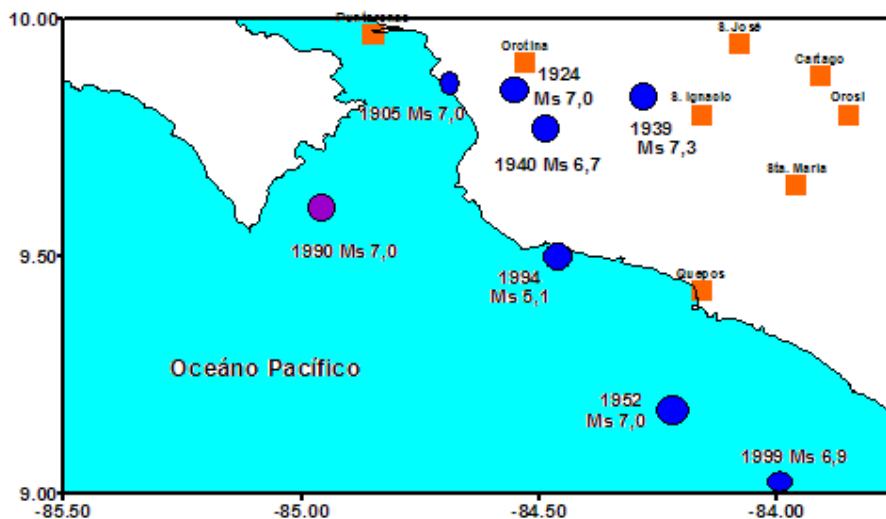 10.00
Puntarenas
S. José
Orotina
Cartago
1924
Ms 7,0
S. Ignacio
Orosi
1905 Ms 7,0
1939
Ms 7,3
1940 Ms 6,7
Sta. María
1990 Ms 7,0
9.50
1994
Ms 5,1
Quepos
Oceáno Pacífico
1952
Ms 7,0
1999 Ms 6,9
9.00
-85.50
-85.00
-84.50
-84.00